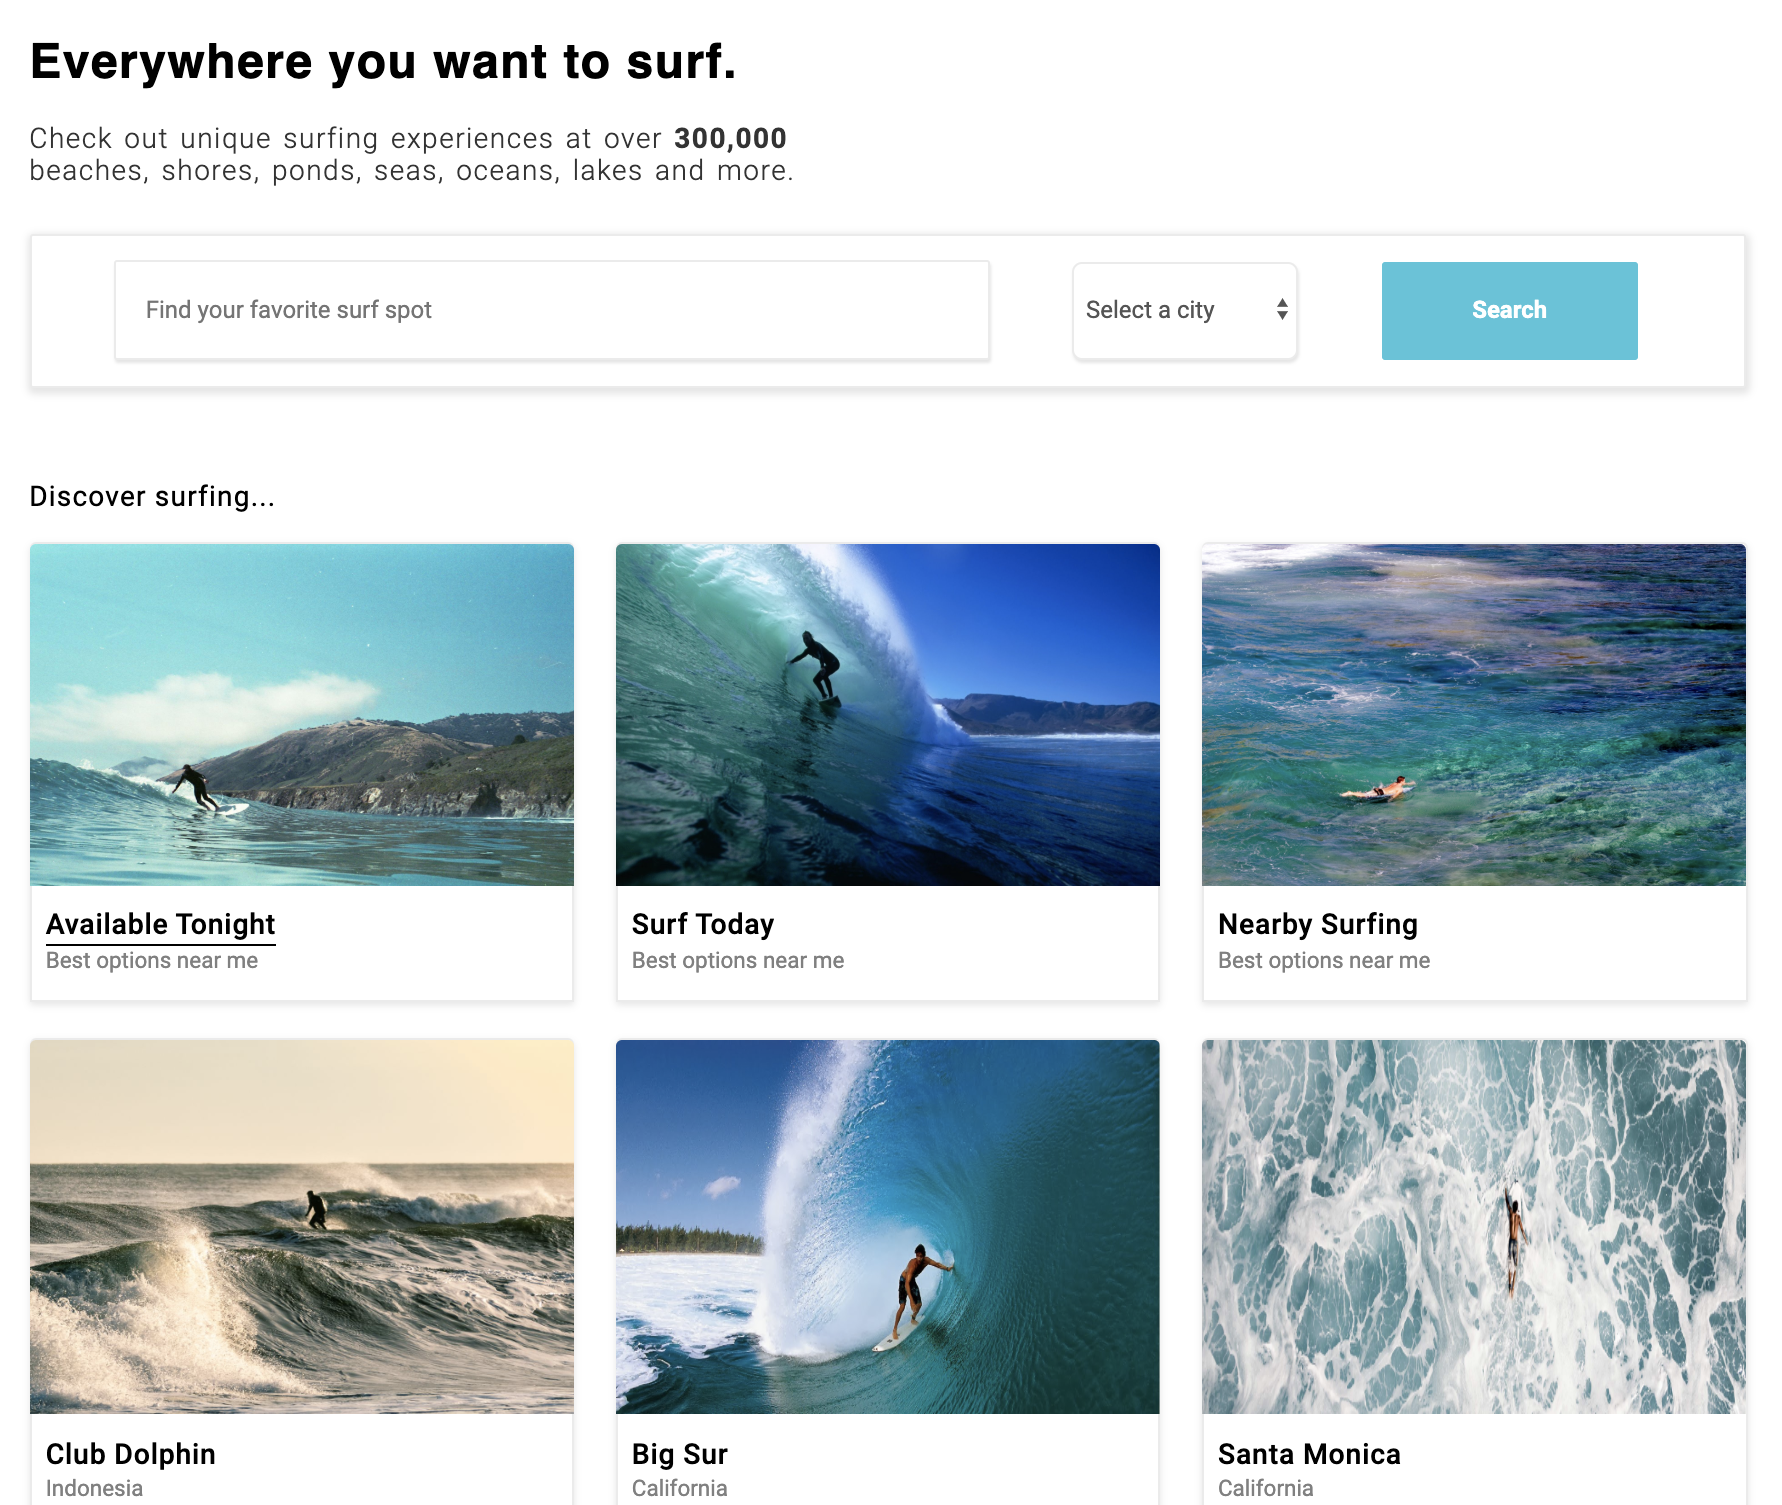 Everywhere you want to surf.
Check out unique surfing experiences at over 300,000
beaches, shores, ponds, seas, oceans, lakes and more.
Find your favorite surf spot
Select a city
Search
Discover surfing...
Available Tonight
Best options near me
Surf Today
Best options near me
Nearby Surfing
Best options near me
Club Dolphin
Indonesia
Big Sur
California
Santa Monica
California